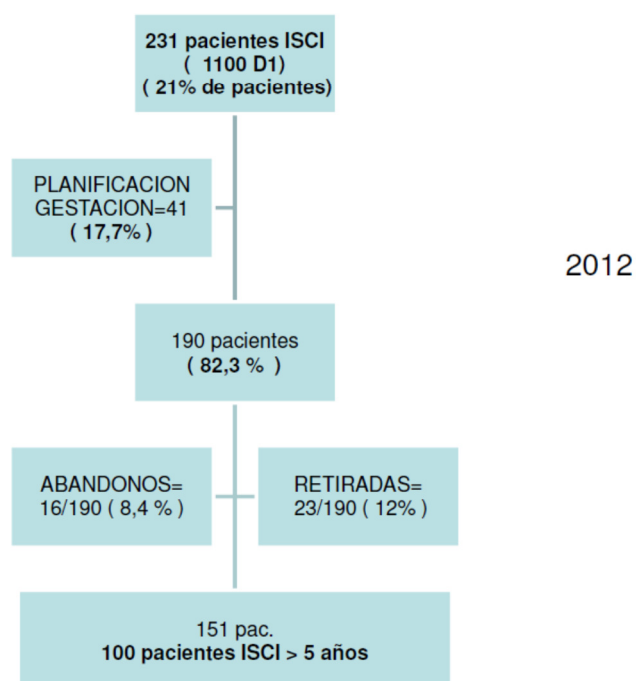 231 pacientes ISCI
( 1100 D1)
( 21% de pacientes)
PLANIFICACION
GESTACION=41
( 17,7% )
2012
190 pacientes
( 82,3 % )
ABANDONOS=
16/190 ( 8,4 % )
RETIRADAS=
23/190 ( 12% )
151 pac.
100 pacientes ISCI > 5 años